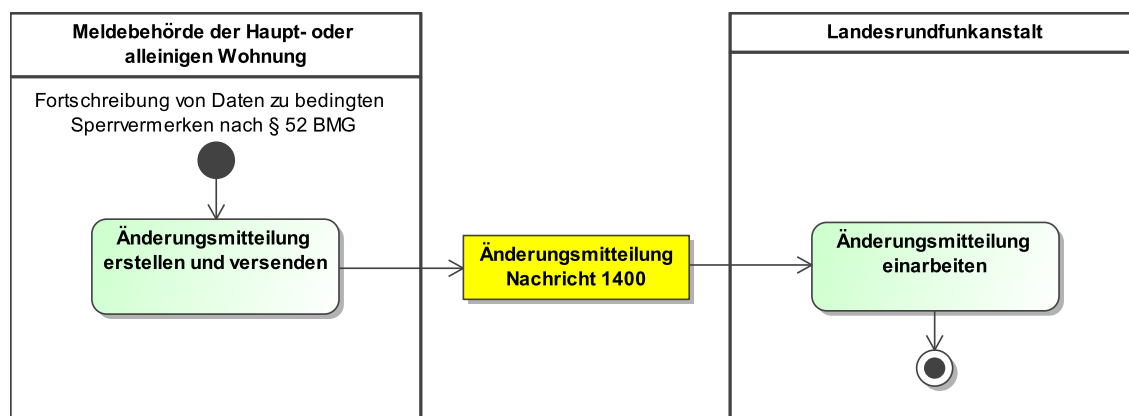 Meldebehörde der Haupt- oder
alleinigen Wohnung
Fortschreibung von Daten zu bedingten
Sperrvermerken nach § 52 BMG
Änderungsmitteilung
erstellen und versenden
Änderungsmitteilung
Nachricht 1400
Landesrundfunkanstalt
Änderungsmitteilung
einarbeiten